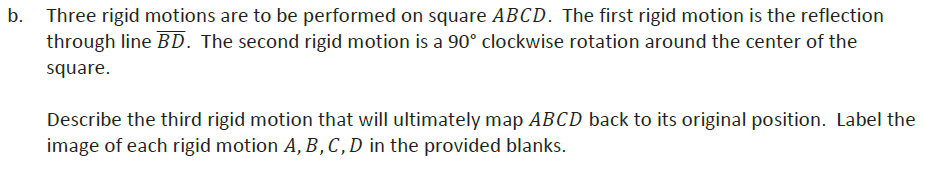 b. Three rigid motions are to be performed on square ABCD. The first rigid motion is the reflection
through line BD. The second rigid motion is a 90° clockwise rotation around the center of the
square.
Describe the third rigid motion that will ultimately map ABCD back to its original position. Label the
image of each rigid motion A, B, C, D in the provided blanks.